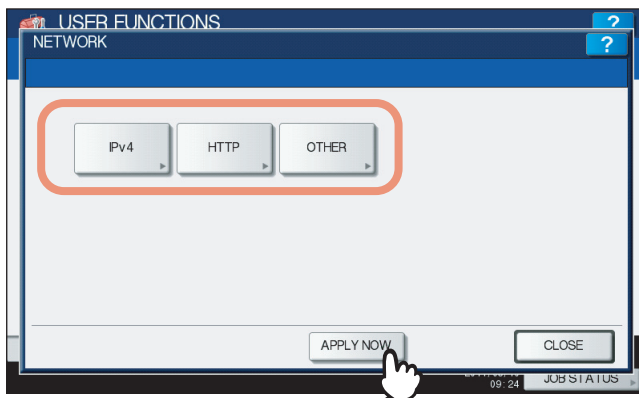 USER FUNCTIONS
?
NETWORK
?
IPv4
HTTP
OTHER
APPLY NOW
CLOSE
09:24
JOB STATUS